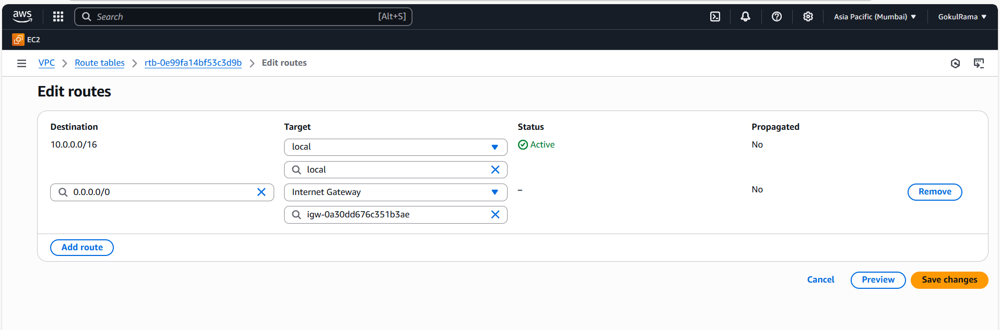 aws
Search [Alt+S]
Asia Pacific (Mumbai)
GokulRama
EC2
VPC
Route tables
rtb-0e99fa14bf53c3d9b
Edit routes
Edit routes
Destination Target Status Propagated
10.0.0.0/16 local Active No
local
0.0.0.0/0 Internet Gateway – No Remove
igw-0a30dd676c351b3ae
Add route
Cancel Preview Save changes